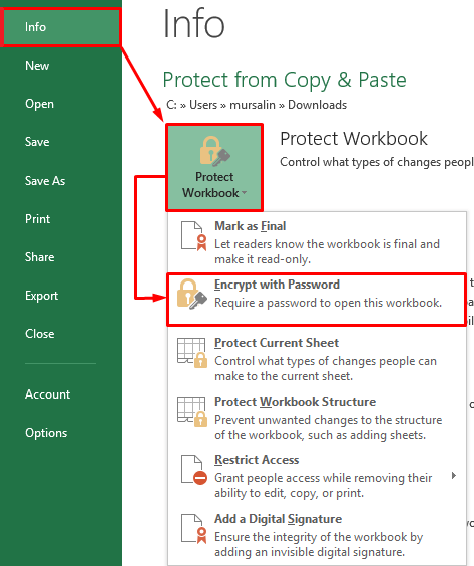 Info
New
Open
Save
Save As
Print
Share
Export
Close
Account
Options
Info
Protect from Copy & Paste
C: » Users » mursalin » Downloads
Protect
Workbook
Protect Workbook
Control what types of changes peop
Mark as Final
Let readers know the workbook is final and
make it read-only.
Encrypt with Password
Require a password to open this workbook.
Protect Current Sheet
Control what types of changes people can
make to the current sheet.
Protect Workbook Structure
Prevent unwanted changes to the structure
of the workbook, such as adding sheets.
Restrict Access
Grant people access while removing their
ability to edit, copy, or print.
Add a Digital Signature
Ensure the integrity of the workbook by
adding an invisible digital signature.